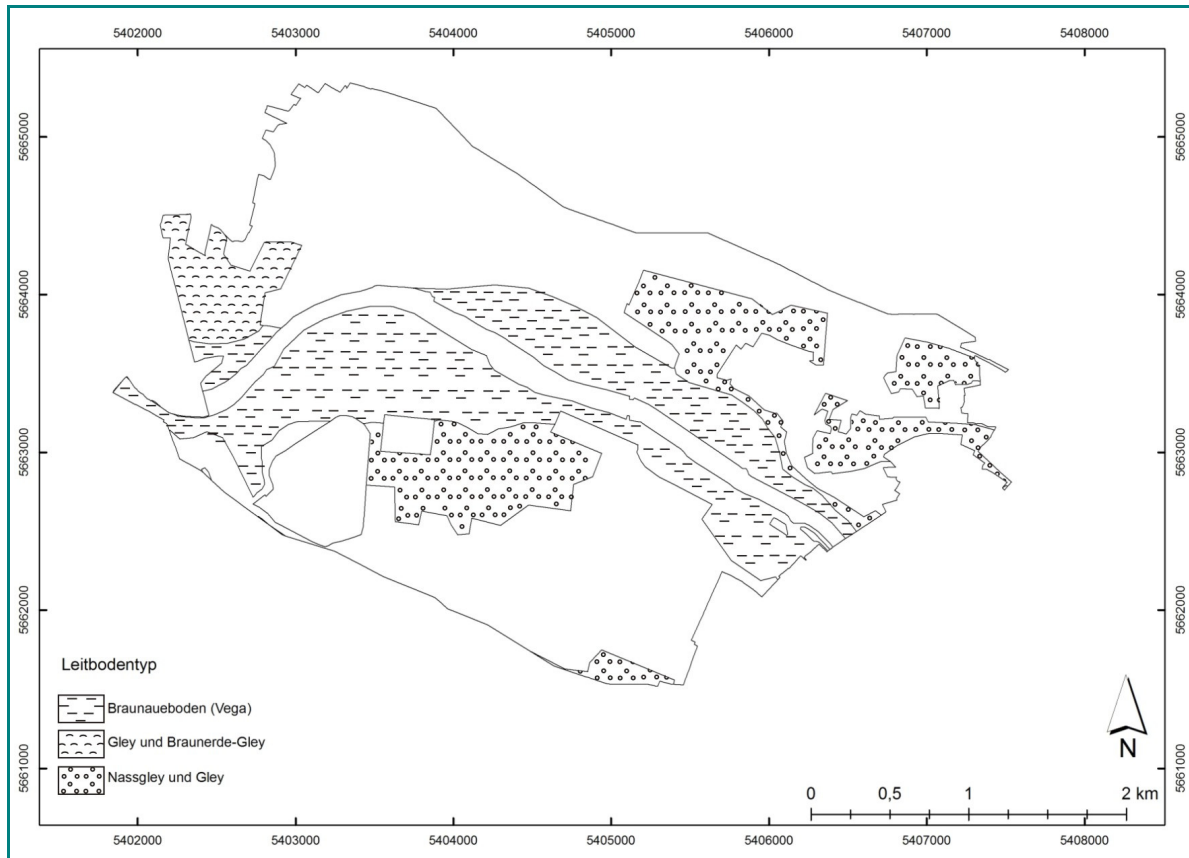 5402000 5403000 5404000 5405000 5406000 5407000 5408000
5665000 5665000
5664000 5664000
5663000 5663000
5662000 5662000
5661000 5661000
Leitbodentyp
Braunaueboden (Vega)
Gley und Braunerde-Gley
Nassgley und Gley
N
0 0,5 1 2 km
5402000 5403000 5404000 5405000 5406000 5407000 5408000